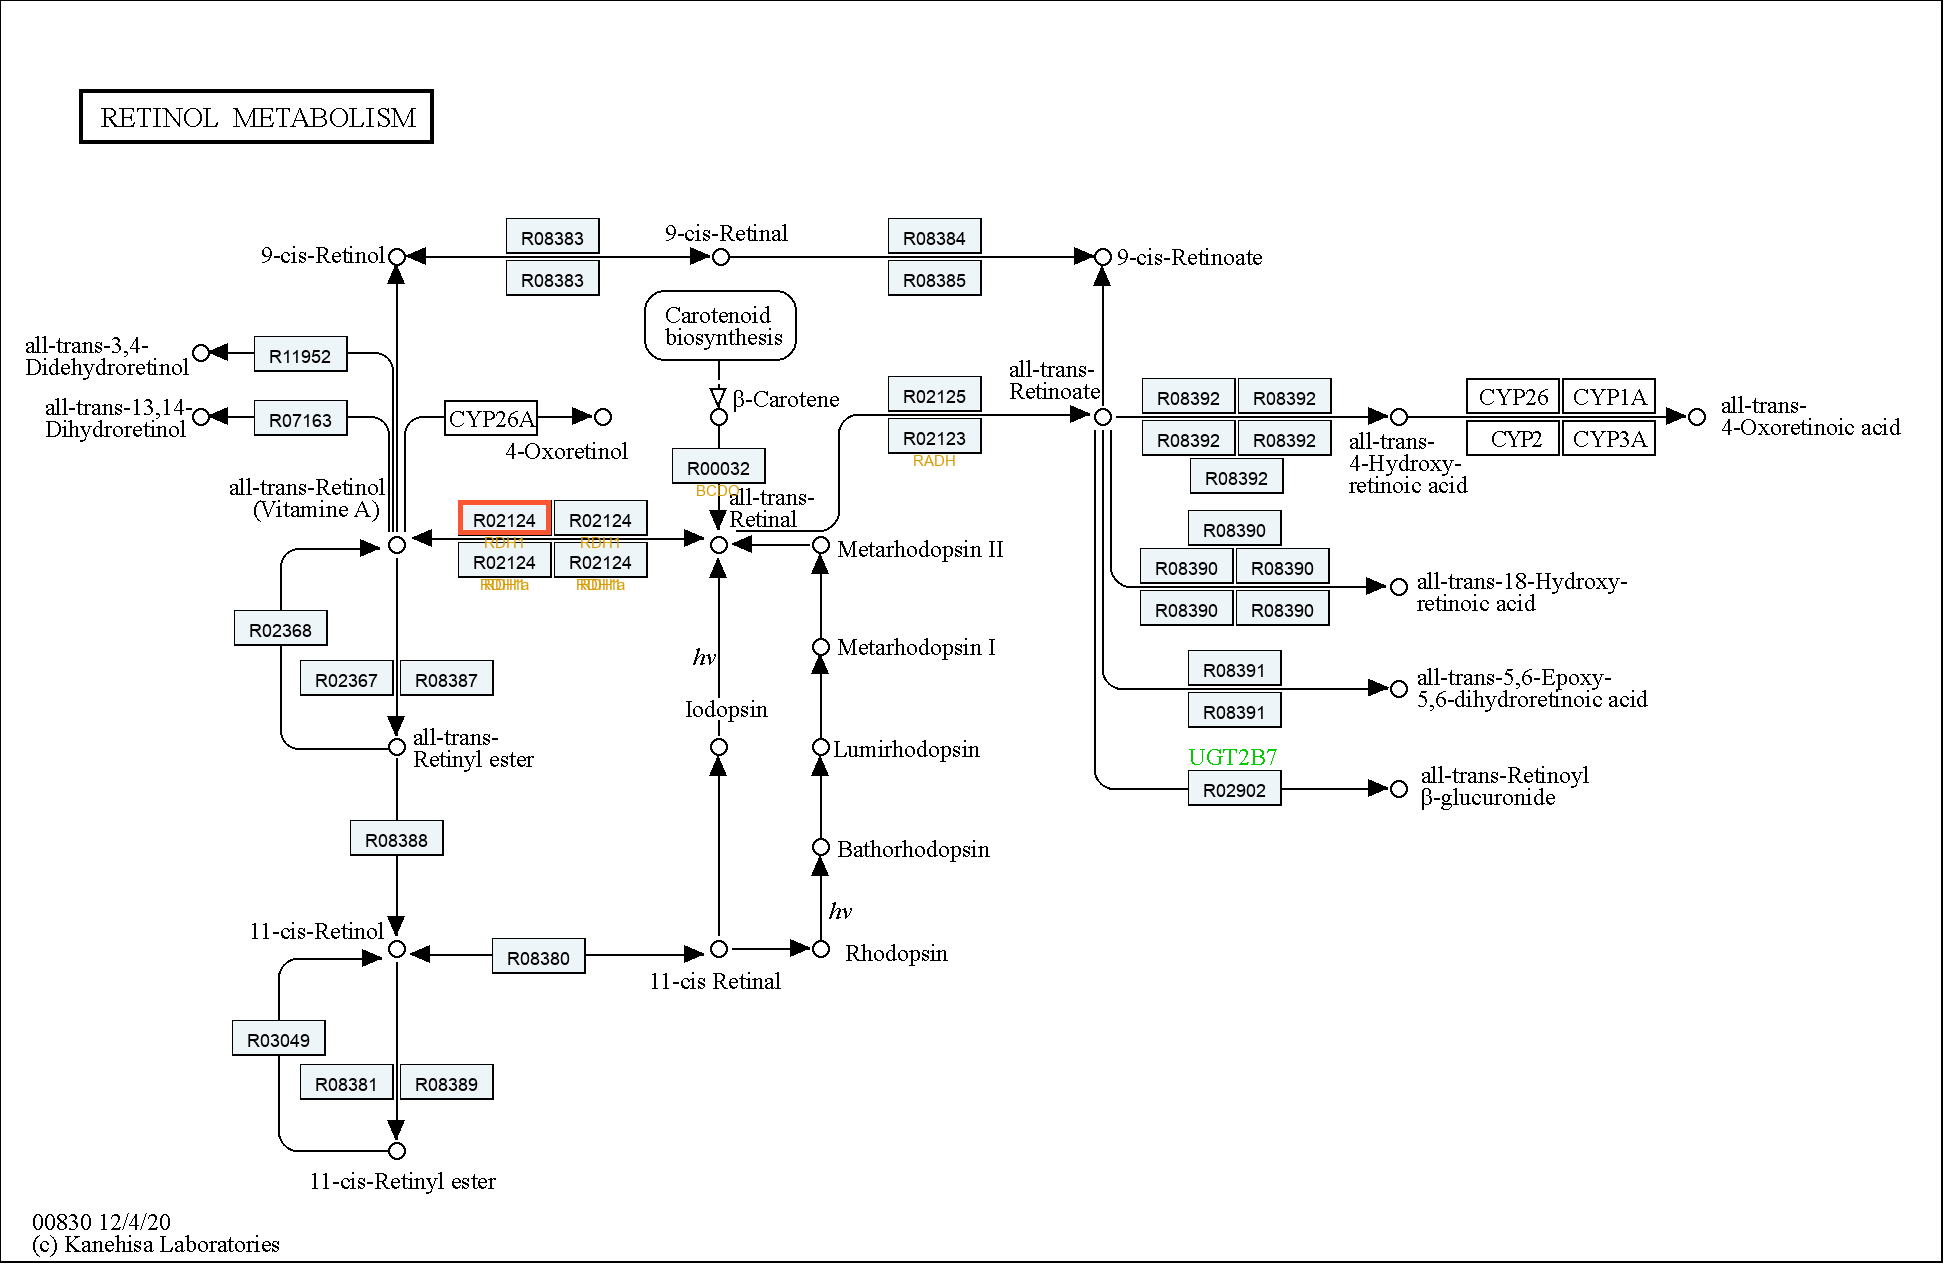 RETINOL METABOLISM
R08383
9-cis-Retinal
R08384
9-cis-Retinol
9-cis-Retinoate
R08383
R08385
Carotenoid
biosynthesis
all-trans-3,4-
Didehydroretinol
R11952
all-trans-
Retinoate
R02125
R08392
R08392
CYP26
CYP1A
all-trans-13,14-
Dihydroretinol
R07163
CYP26A
β-Carotene
all-trans-
4-Oxoretinoic acid
R02123
RADH
R08392
R08392
CYP2
CYP3A
4-Oxoretinol
all-trans-
4-Hydroxy-
retinoic acid
R00032
BCDO
R08392
all-trans-Retinol
(Vitamine A)
all-trans-
Retinal
R02124
R02124
RDH1
RDH1
R08390
R02124
R02124
Metarhodopsin II
R08390
R08390
all-trans-18-Hydroxy-
retinoic acid
R08390
R08390
R02368
Metarhodopsin I
hν
R02367
R08387
R08391
all-trans-5,6-Epoxy-
5,6-dihydroretinoic acid
Iodopsin
R08391
all-trans-
Retinyl ester
Lumirhodopsin
UGT2B7
R02902
all-trans-Retinoyl
β-glucuronide
R08388
Bathorhodopsin
hν
11-cis-Retinol
R08380
Rhodopsin
11-cis Retinal
R03049
R08381
R08389
11-cis-Retinyl ester
00830 12/4/20
(c) Kanehisa Laboratories